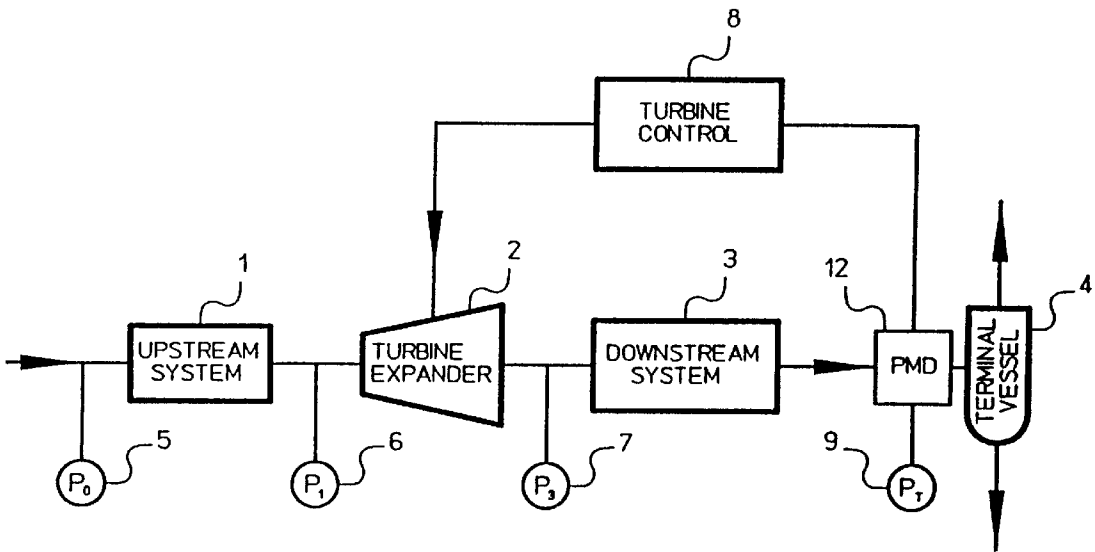 8
TURBINE
CONTROL
1
2
3
12
4
UPSTREAM
SYSTEM
TURBINE
EXPANDER
DOWNSTREAM
SYSTEM
PMD
TERMINAL
VESSEL
5
6
7
9
P₀
P₁
P₃
P_T